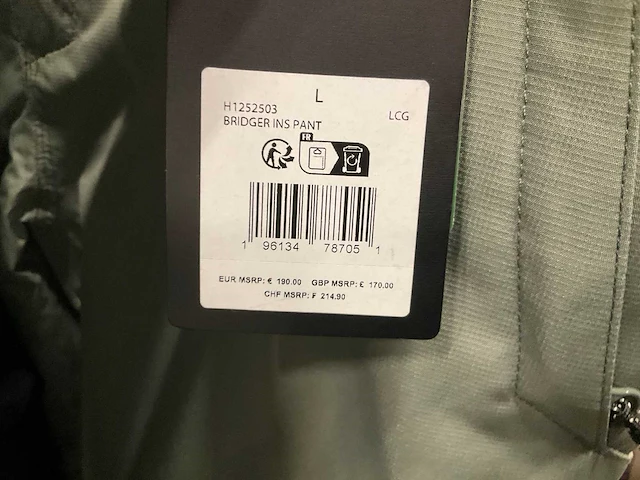 L
H1252503 LCG
BRIDGER INS PANT
FR
1 96134 78705 1
EUR MSRP: € 190.00 GBP MSRP: £ 170.00
CHF MSRP: ₣ 214.90